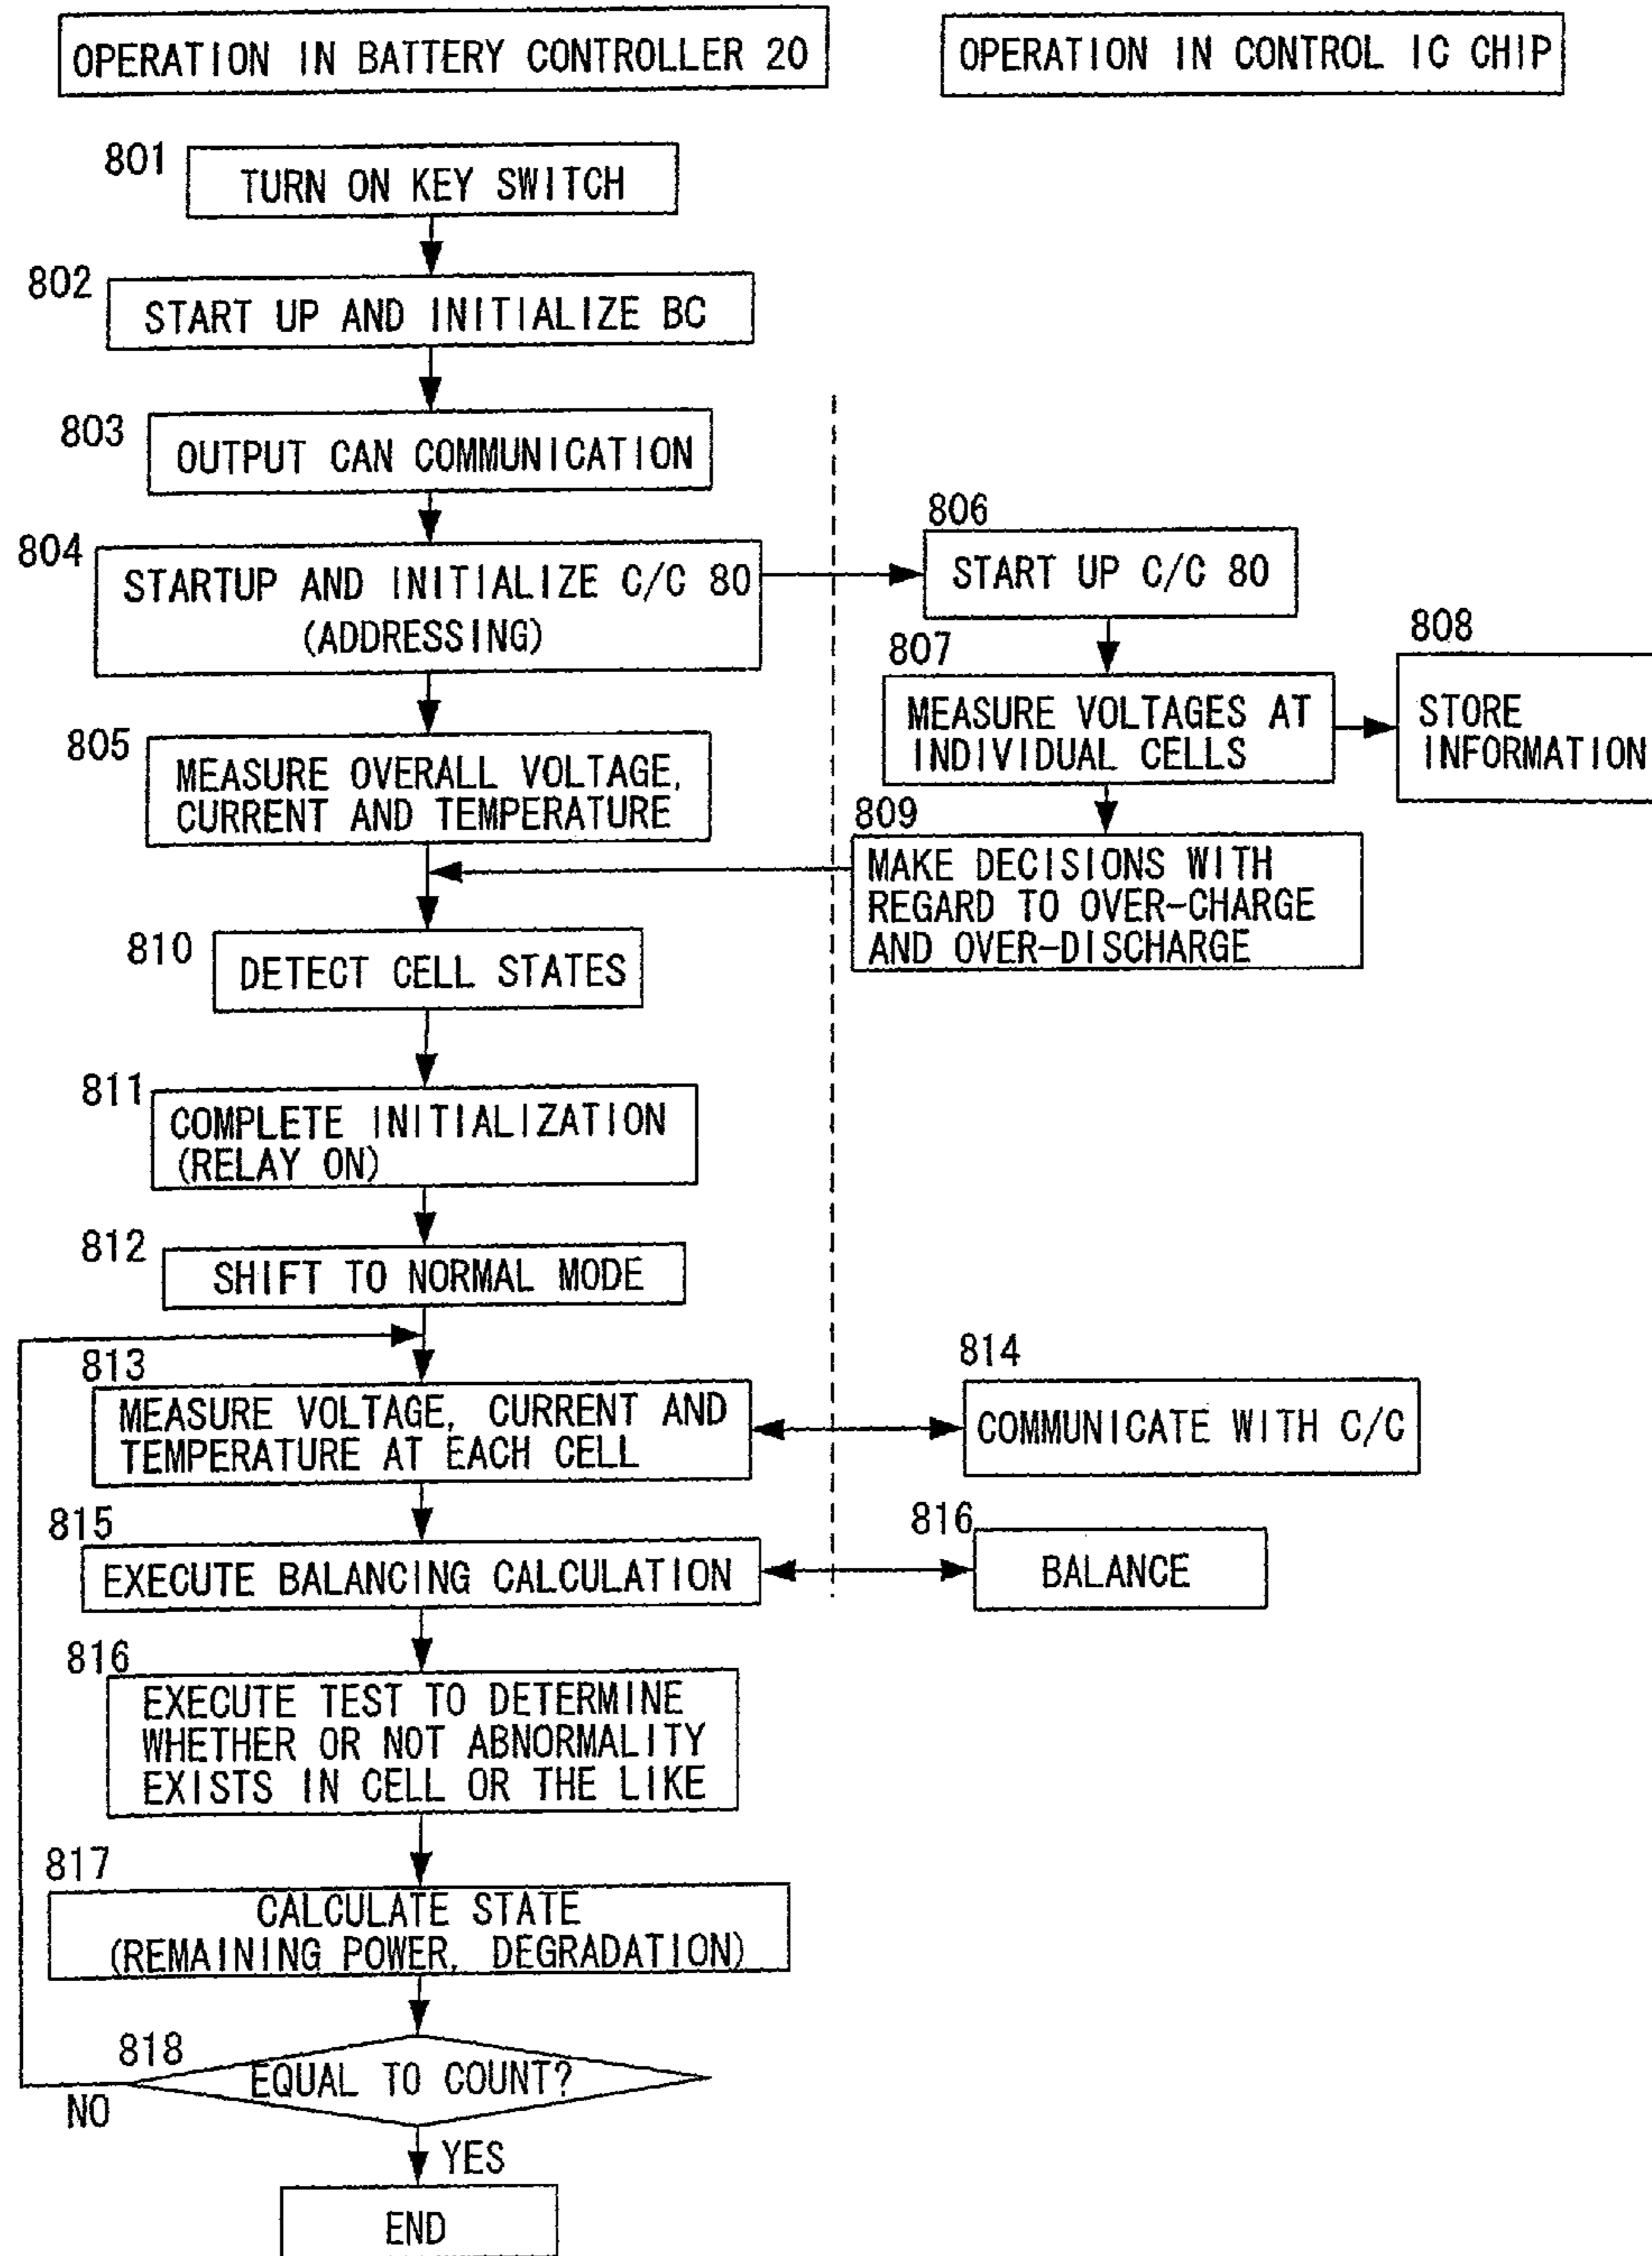 OPERATION IN BATTERY CONTROLLER 20
OPERATION IN CONTROL IC CHIP
801
TURN ON KEY SWITCH
802
START UP AND INITIALIZE BC
803
OUTPUT CAN COMMUNICATION
804
STARTUP AND INITIALIZE C/C 80
(ADDRESSING)
806
START UP C/C 80
807
MEASURE VOLTAGES AT
INDIVIDUAL CELLS
808
STORE
INFORMATION
805
MEASURE OVERALL VOLTAGE,
CURRENT AND TEMPERATURE
809
MAKE DECISIONS WITH
REGARD TO OVER-CHARGE
AND OVER-DISCHARGE
810
DETECT CELL STATES
811
COMPLETE INITIALIZATION
(RELAY ON)
812
SHIFT TO NORMAL MODE
813
MEASURE VOLTAGE, CURRENT AND
TEMPERATURE AT EACH CELL
814
COMMUNICATE WITH C/C
815
EXECUTE BALANCING CALCULATION
816
BALANCE
816
EXECUTE TEST TO DETERMINE
WHETHER OR NOT ABNORMALITY
EXISTS IN CELL OR THE LIKE
817
CALCULATE STATE
(REMAINING POWER, DEGRADATION)
818
EQUAL TO COUNT?
NO
YES
END